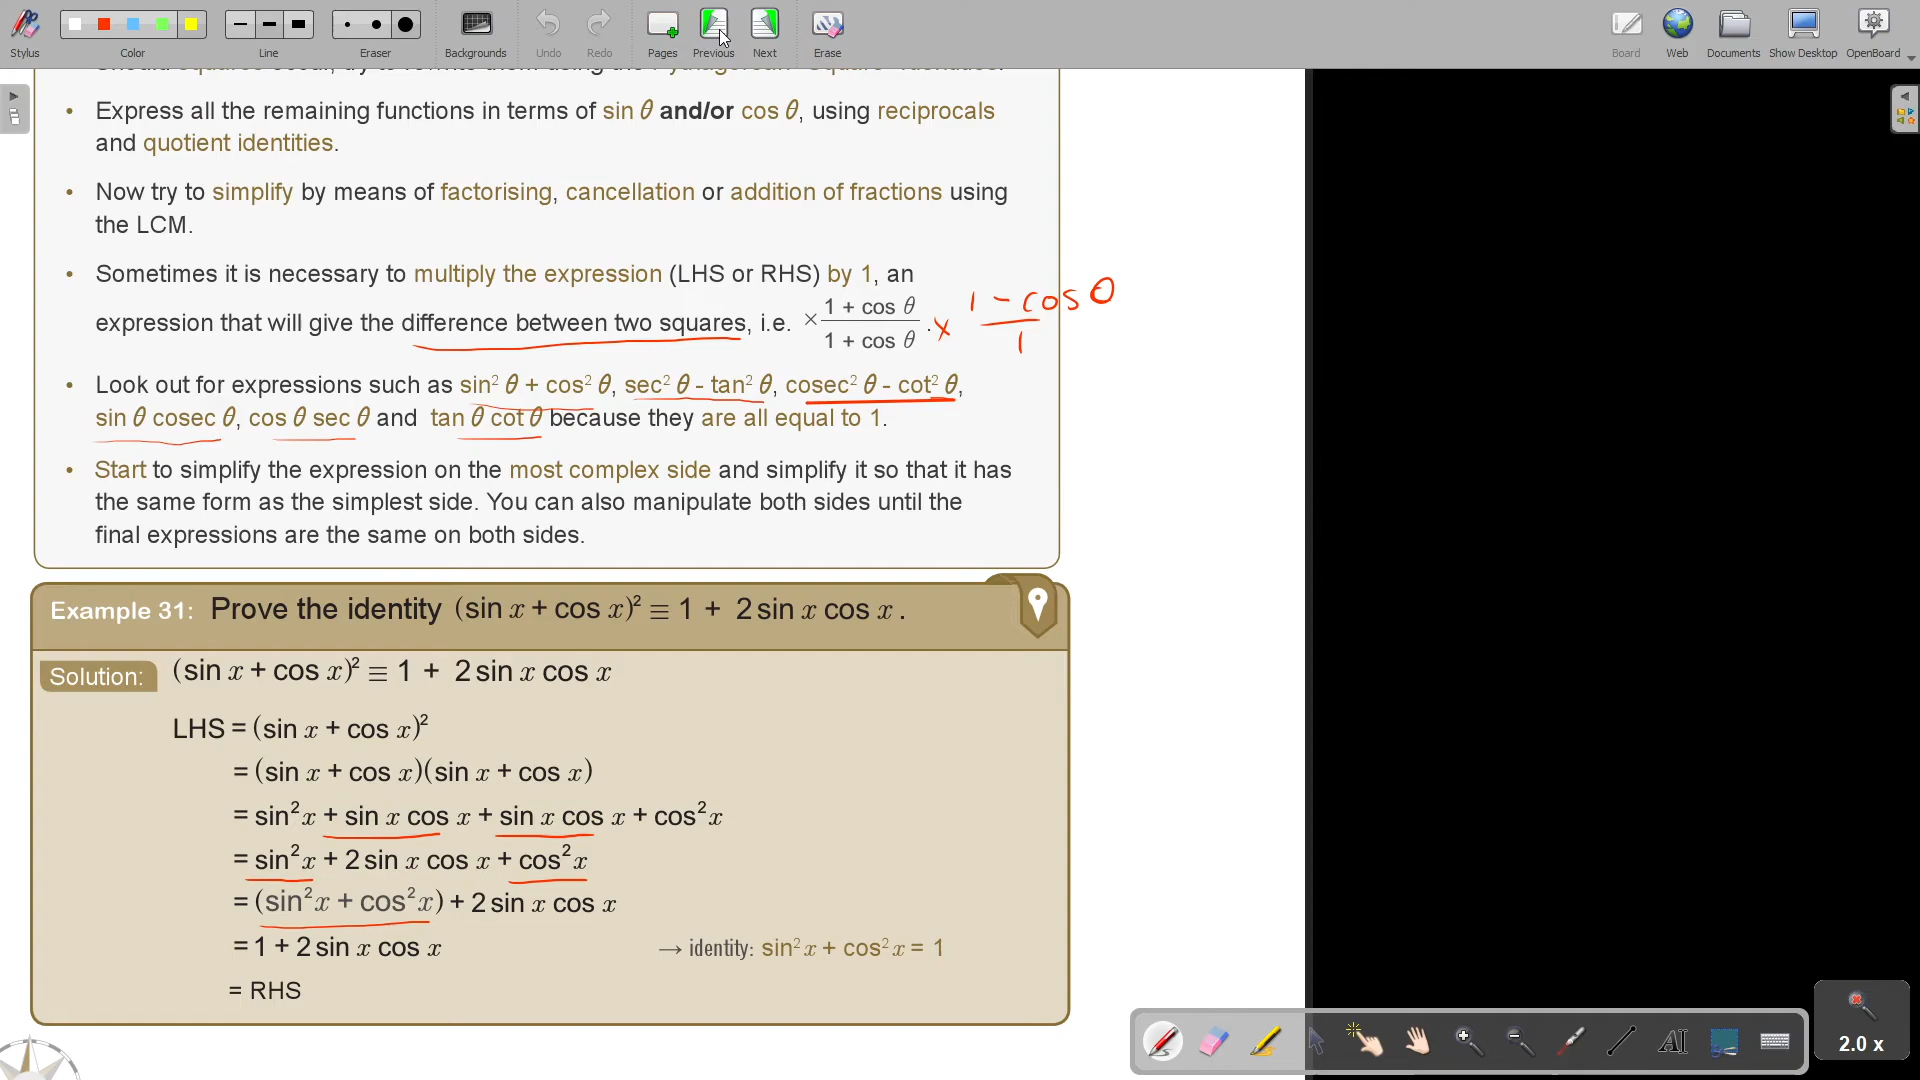 Stylus Color Line Eraser Backgrounds Undo Redo Pages Previous Next Erase Board Web Documents Show Desktop OpenBoard
• Express all the remaining functions in terms of sin θ and/or cos θ, using reciprocals
and quotient identities.
• Now try to simplify by means of factorising, cancellation or addition of fractions using
the LCM.
• Sometimes it is necessary to multiply the expression (LHS or RHS) by 1, an
expression that will give the difference between two squares, i.e. × (1 + cos θ)/(1 + cos θ) . x (1 - cos θ)/1
• Look out for expressions such as sin² θ + cos² θ, sec² θ - tan² θ, cosec² θ - cot² θ,
sin θ cosec θ, cos θ sec θ and tan θ cot θ because they are all equal to 1.
• Start to simplify the expression on the most complex side and simplify it so that it has
the same form as the simplest side. You can also manipulate both sides until the
final expressions are the same on both sides.
Example 31: Prove the identity (sin x + cos x)² ≡ 1 + 2 sin x cos x .
Solution: (sin x + cos x)² ≡ 1 + 2 sin x cos x
LHS = (sin x + cos x)²
= (sin x + cos x)(sin x + cos x)
= sin²x + sin x cos x + sin x cos x + cos²x
= sin²x + 2 sin x cos x + cos²x
= (sin²x + cos²x) + 2 sin x cos x
= 1 + 2 sin x cos x → identity: sin²x + cos²x = 1
= RHS
2.0 x